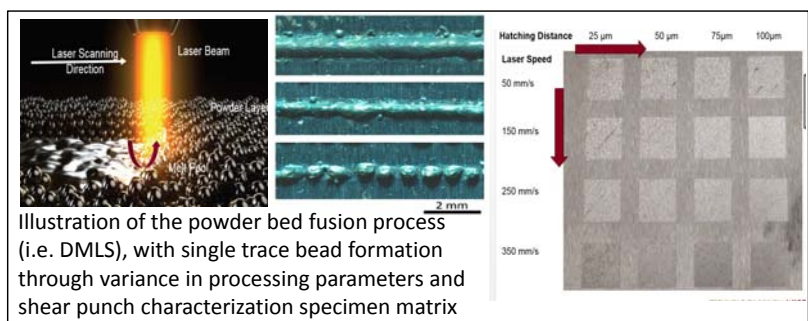 Laser Scanning
Direction
Laser Beam
Powder Layer
Melt Pool
2 mm
Hatching Distance 25 µm 50 µm 75µm 100µm
Laser Speed
50 mm/s
150 mm/s
250 mm/s
350 mm/s
Illustration of the powder bed fusion process
(i.e. DMLS), with single trace bead formation
through variance in processing parameters and
shear punch characterization specimen matrix